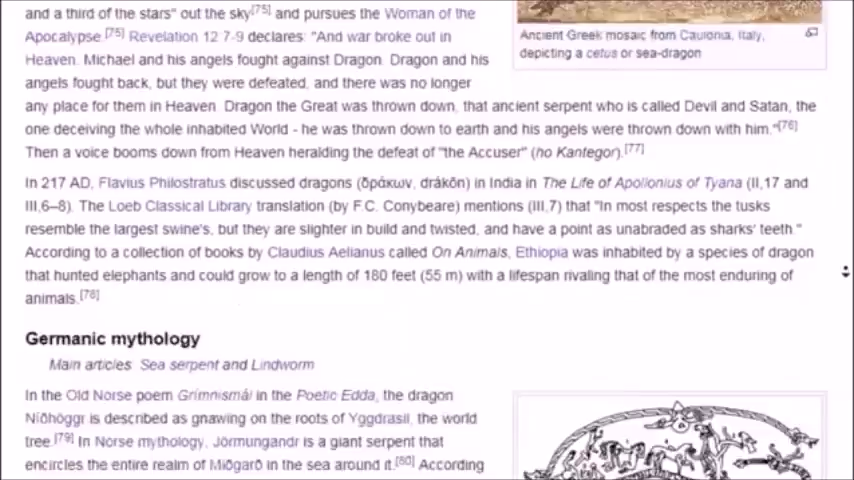 and a third of the stars" out the sky[75] and pursues the Woman of the
Apocalypse.[75] Revelation 12:7-9 declares: "And war broke out in
Heaven. Michael and his angels fought against Dragon. Dragon and his
angels fought back, but they were defeated, and there was no longer
any place for them in Heaven. Dragon the Great was thrown down, that ancient serpent who is called Devil and Satan, the
one deceiving the whole inhabited World - he was thrown down to earth and his angels were thrown down with him."[76]
Then a voice booms down from Heaven heralding the defeat of "the Accuser" (ho Kantegor).[77]
Ancient Greek mosaic from Caulonia, Italy,
depicting a cetus or sea-dragon
In 217 AD, Flavius Philostratus discussed dragons (δράκων, drákōn) in India in The Life of Apollonius of Tyana (II,17 and
III,6–8). The Loeb Classical Library translation (by F.C. Conybeare) mentions (III,7) that "In most respects the tusks
resemble the largest swine's, but they are slighter in build and twisted, and have a point as unabraded as sharks' teeth."
According to a collection of books by Claudius Aelianus called On Animals, Ethiopia was inhabited by a species of dragon
that hunted elephants and could grow to a length of 180 feet (55 m) with a lifespan rivaling that of the most enduring of
animals.[78]
Germanic mythology
Main articles: Sea serpent and Lindworm
In the Old Norse poem Grímnismál in the Poetic Edda, the dragon
Níðhöggr is described as gnawing on the roots of Yggdrasil, the world
tree.[79] In Norse mythology, Jörmungandr is a giant serpent that
encircles the entire realm of Miðgarð in the sea around it.[80] According